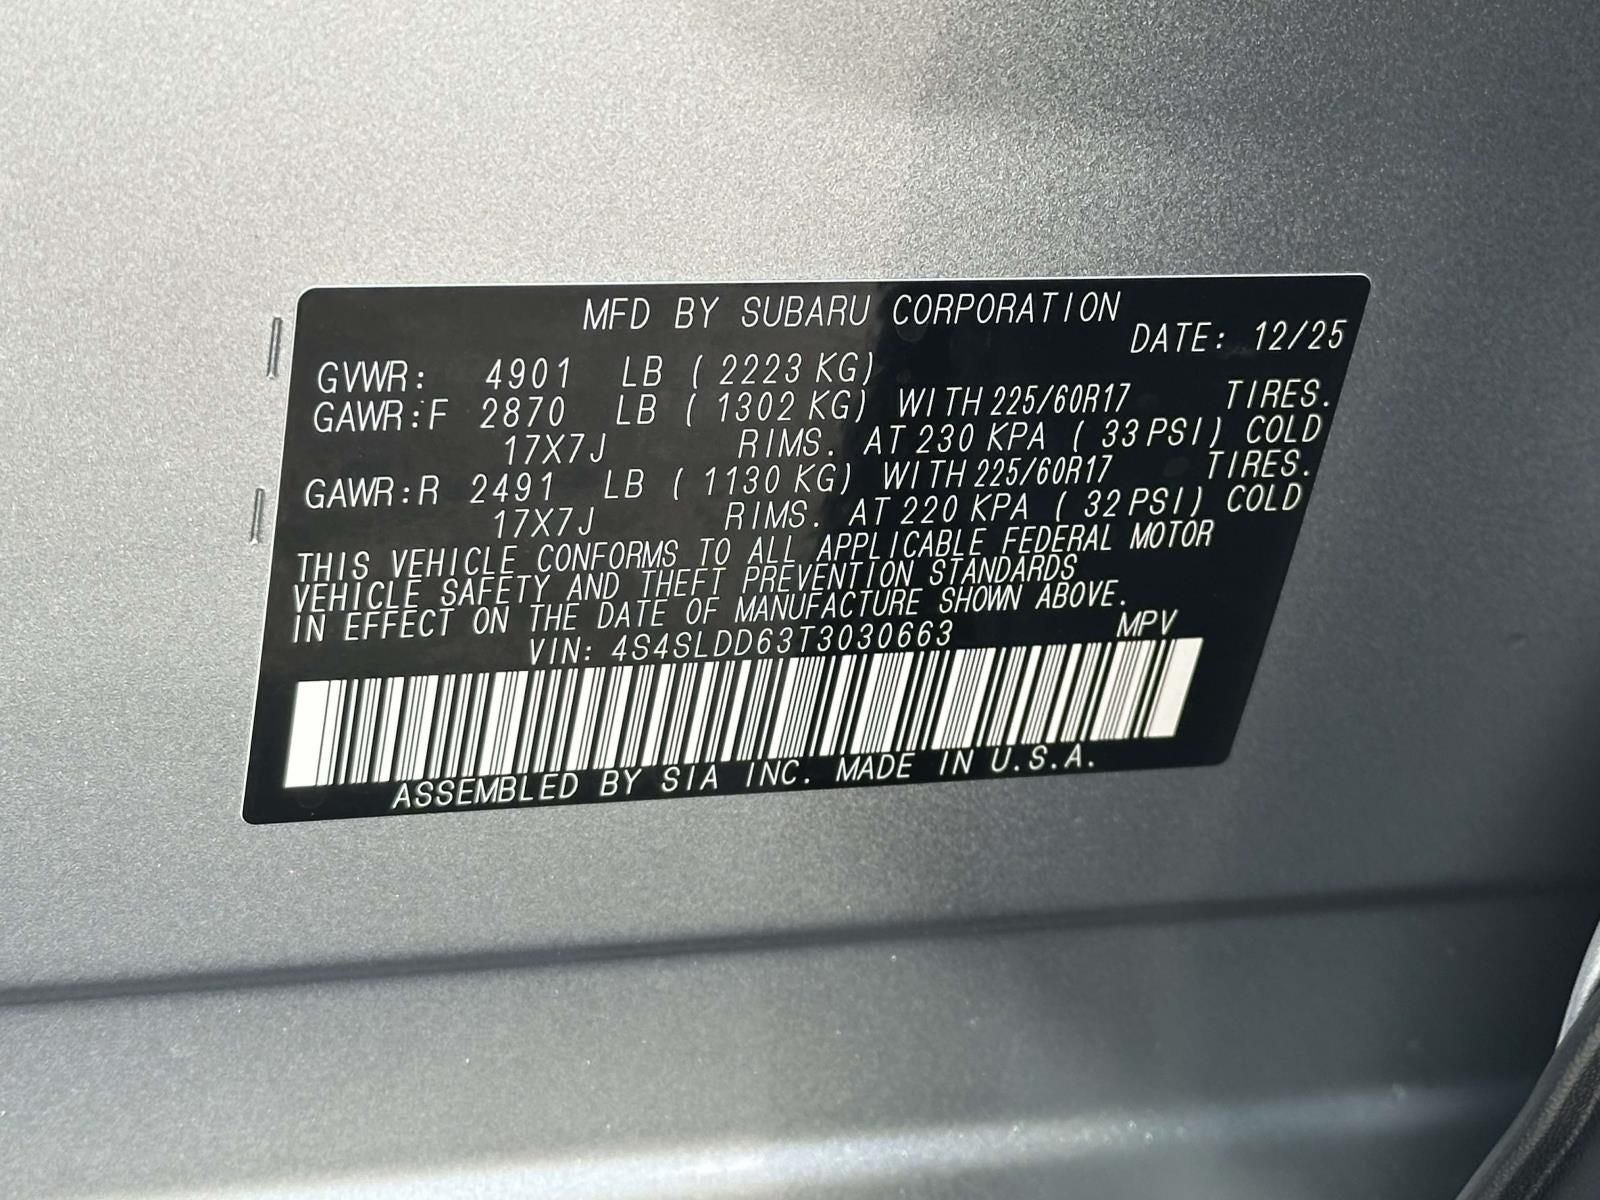 MFD BY SUBARU CORPORATION
DATE: 12/25
GVWR: 4901 LB ( 2223 KG)
GAWR:F 2870 LB ( 1302 KG) WITH 225/60R17 TIRES.
17X7J RIMS. AT 230 KPA ( 33 PSI) COLD
GAWR:R 2491 LB ( 1130 KG) WITH 225/60R17 TIRES.
17X7J RIMS. AT 220 KPA ( 32 PSI) COLD
THIS VEHICLE CONFORMS TO ALL APPLICABLE FEDERAL MOTOR
VEHICLE SAFETY AND THEFT PREVENTION STANDARDS
IN EFFECT ON THE DATE OF MANUFACTURE SHOWN ABOVE.
VIN: 4S4SLDD63T3030663 MPV
ASSEMBLED BY SIA INC. MADE IN U.S.A.